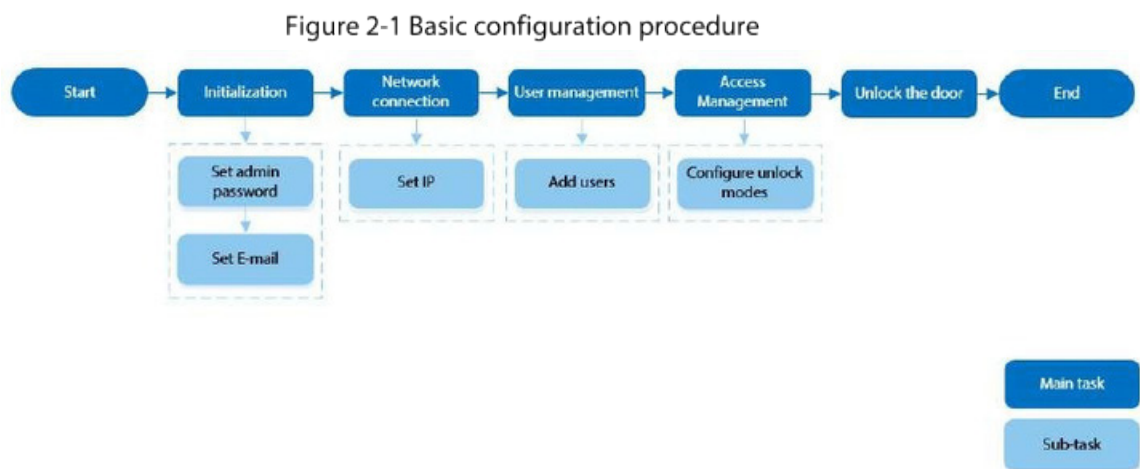 Figure 2-1 Basic configuration procedure
Start
Initialization
Network
connection
User management
Access
Management
Unlock the door
End
Set admin
password
Set IP
Add users
Configure unlock
modes
Set E-mail
Main task
Sub-task